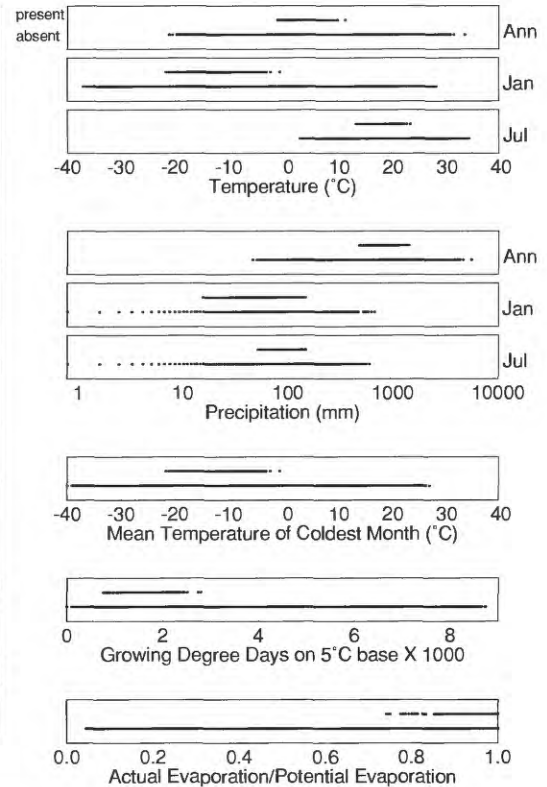 present
absent
Ann
Jan
Jul
-40 -30 -20 -10 0 10 20 30 40
Temperature (˚C)
Ann
Jan
Jul
1 10 100 1000 10000
Precipitation (mm)
-40 -30 -20 -10 0 10 20 30 40
Mean Temperature of Coldest Month (˚C)
0 2 4 6 8
Growing Degree Days on 5˚C base X 1000
0.0 0.2 0.4 0.6 0.8 1.0
Actual Evaporation/Potential Evaporation